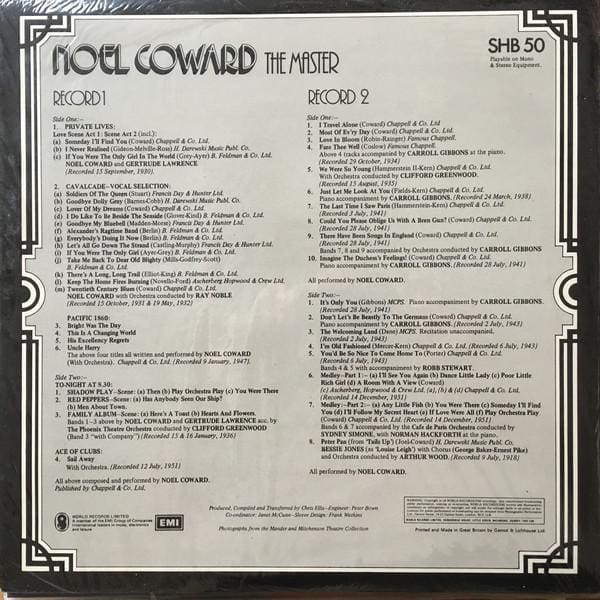 NOEL COWARD THE MASTER
SHB 50
Playable on Mono
& Stereo Equipment.
RECORD 1
Side One:-
1. PRIVATE LIVES:
Love Scene Act 1: Scene Act 2 (incl.):
(a) Someday I'll Find You (Coward) Chappell & Co. Ltd.
(b) I Never Realised (Gideon-Melville-Ross) H. Darewski Music Publ. Co.
(c) If You Were The Only Girl In The World (Grey-Ayer) B. Feldman & Co. Ltd.
NOEL COWARD and GERTRUDE LAWRENCE
(Recorded 15 September, 1930).
2. CAVALCADE-VOCAL SELECTION:
(a) Soldiers Of The Queen (Stuart) Francis Day & Hunter Ltd.
(b) Goodbye Dolly Grey (Barnes-Cobb) H. Darewski Music Publ. Co.
(c) Lover Of My Dreams (Coward) Chappell & Co. Ltd.
(d) I Do Like To Be Beside The Seaside (Glover-Kind) B. Feldman & Co. Ltd.
(e) Goodbye My Bluebell (Madden-Morse) Francis Day & Hunter Ltd.
(f) Alexander's Ragtime Band (Berlin) B. Feldman & Co. Ltd.
(g) Everybody's Doing It Now (Berlin) B. Feldman & Co. Ltd.
(h) Let's All Go Down The Strand (Castling-Murphy) Francis Day & Hunter Ltd.
(i) If You Were The Only Girl (Ayer-Grey) B. Feldman & Co. Ltd.
(j) Take Me Back To Dear Old Blighty (Mills-Godfrey-Scott)
B. Feldman & Co. Ltd.
(k) There's A Long, Long Trail (Elliot-King) B. Feldman & Co. Ltd.
(l) Keep The Home Fires Burning (Novello-Ford) Ascherberg Hopwood & Crew Ltd.
(m) Twentieth Century Blues (Coward) Chappell & Co. Ltd.
NOEL COWARD with Orchestra conducted by RAY NOBLE
(Recorded 15 October, 1931 & 19 May, 1932)
PACIFIC 1860:
3. Bright Was The Day
4. This Is A Changing World
5. His Excellency Regrets
6. Uncle Harry
The above four titles all written and performed by NOEL COWARD
(With Orchestra). Chappell & Co. Ltd. (Recorded 9 January, 1947).
Side Two:-
TO-NIGHT AT 8.30:
1. SHADOW PLAY-Scene: (a) Then (b) Play Orchestra Play (c) You Were There
2. RED PEPPERS-Scene: (a) Has Anybody Seen Our Ship?
(b) Men About Town.
3. FAMILY ALBUM-Scene: (a) Here's A Toast (b) Hearts And Flowers.
Bands 1-3 above by NOEL COWARD and GERTRUDE LAWRENCE acc. by
The Phoenix Theatre Orchestra conducted by CLIFFORD GREENWOOD
(Band 3 "with Company") (Recorded 15 & 16 January, 1936)
ACE OF CLUBS:
4. Sail Away
With Orchestra. (Recorded 12 July, 1951)
All above composed and performed by NOEL COWARD.
Published by Chappell & Co. Ltd.
RECORD 2
Side One:-
1. I Travel Alone (Coward) Chappell & Co. Ltd.
2. Most Of Ev'ry Day (Coward) Chappell & Co. Ltd.
3. Love In Bloom (Robin-Rainger) Famous Chappell.
4. Fare Thee Well (Coslow) Famous Chappell.
Above 4 tracks accompanied by CARROLL GIBBONS at the piano.
(Recorded 29 October, 1934)
5. We Were So Young (Hammerstein II-Kern) Chappell & Co. Ltd.
With Orchestra conducted by CLIFFORD GREENWOOD.
(Recorded 15 August, 1935)
6. Just Let Me Look At You (Fields-Kern) Chappell & Co. Ltd.
Piano accompaniment by CARROLL GIBBONS. (Recorded 24 March, 1938)
7. The Last Time I Saw Paris (Hammerstein-Kern) Chappell & Co. Ltd.
(Recorded 3 July, 1941)
8. Could You Please Oblige Us With A Bren Gun? (Coward) Chappell & Co. Ltd.
(Recorded 28 July, 1941)
9. There Have Been Songs In England (Coward) Chappell & Co. Ltd.
(Recorded 28 July, 1941)
Bands 7, 8 and 9 accompanied by Orchestra conducted by CARROLL GIBBONS
10. Imagine The Duchess's Feelings! (Coward) Chappell & Co. Ltd.
Piano accompaniment by CARROLL GIBBONS. (Recorded 28 July, 1941)
All performed by NOEL COWARD.
Side Two:-
1. It's Only You (Gibbons) MCPS. Piano accompaniment by CARROLL GIBBONS.
(Recorded 28 July, 1941)
2. Don't Let's Be Beastly To The Germans (Coward) Chappell & Co. Ltd.
Piano accompaniment by CARROLL GIBBONS. (Recorded 2 July, 1943)
3. The Welcoming Land (Dane) MCPS. Recitation unaccompanied.
(Recorded 2 July, 1943)
4. I'm Old Fashioned (Mercer-Kern) Chappell & Co. Ltd. (Recorded 6 July, 1943)
5. You'd Be So Nice To Come Home To (Porter) Chappell & Co. Ltd.
(Recorded 6 July, 1943)
Bands 4 & 5 with accompaniment by ROBB STEWART.
6. Medley-Part 1:- (a) I'll See You Again (b) Dance Little Lady (c) Poor Little
Rich Girl (d) A Room With A View (Coward)
(c) Ascherberg, Hopwood & Crew Ltd. (a), (b) & (d) Chappell & Co. Ltd.
(Recorded 14 December, 1931)
7. Medley:-Part 2:- (a) Any Little Fish (b) You Were There (c) Someday I'll Find
You (d) I'll Follow My Secret Heart (e) If Love Were All (f) Play Orchestra Play
(Coward) Chappell & Co. Ltd. (Recorded 14 December, 1951)
Bands 6 & 7 accompanied by the Cafe de Paris Orchestra conducted by
SYDNEY SIMONE, with NORMAN HACKFORTH at the piano.
8. Peter Pan (from "Tails Up") (Joel-Coward) H. Darewski Music Publ. Co.
BESSIE JONES (as "Louise Leigh") with Chorus (George Baker-Ernest Pike)
and Orchestra conducted by ARTHUR WOOD. (Recorded 9 July, 1918)
All performed by NOEL COWARD.
WORLD RECORDS LIMITED
A member of the EMI Group of Companies
International leaders in music, electronics
and leisure
EMI
Produced, Compiled and Transferred by Chris Ellis-Engineer: Peter Bown
Co-ordinator: Janet McCunn-Sleeve Design: Frank Watkins
Photographs from the Mander and Mitchenson Theatre Collection
Printed and Made in Great Britain by Garrod & Lofthouse Ltd.